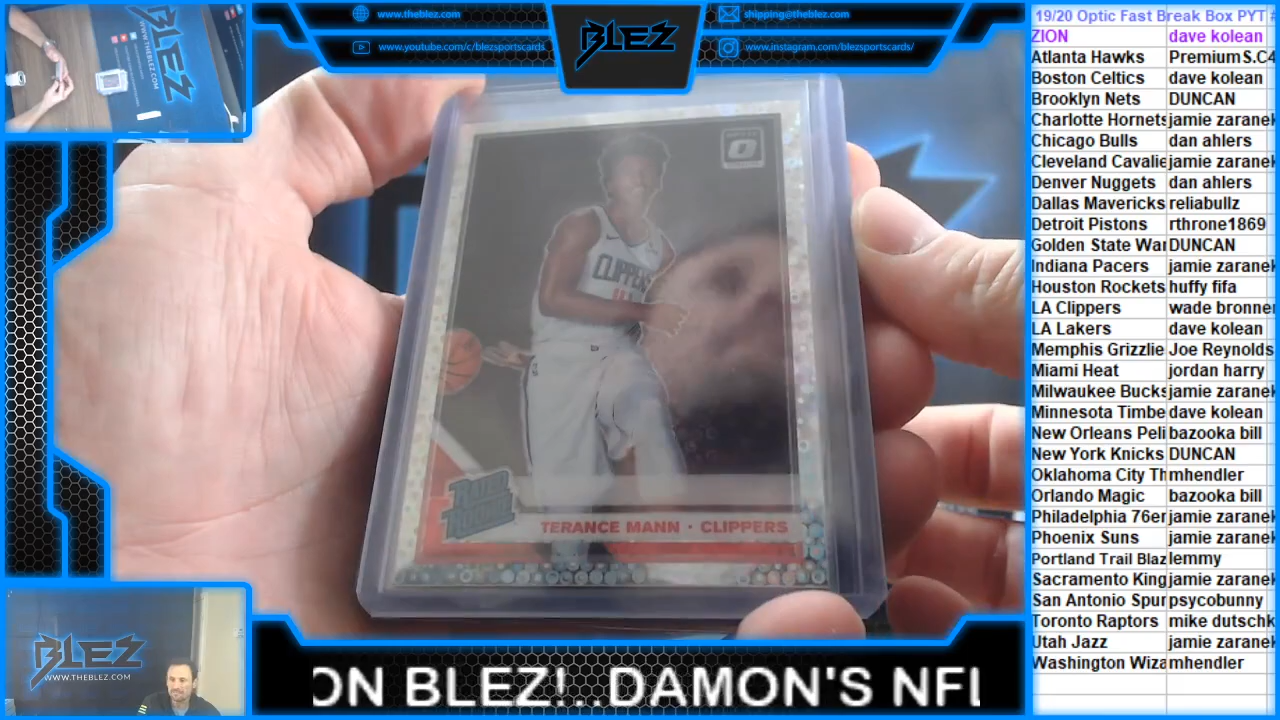 BLEZ
WWW.THEBLEZ.COM
www.theblez.com
www.youtube.com/c/blezsportscards
BLEZ
shipping@theblez.com
www.instagram.com/blezsportscards/
OPTIC
CLIPPERS
RATED
ROOKIE
TERANCE MANN · CLIPPERS
BLEZ
WWW.THEBLEZ.COM
ON BLEZ!..DAMON'S NFL
19/20 Optic Fast Break Box PYT #
ZION dave kolean
Atlanta Hawks Premium S.C4
Boston Celtics dave kolean
Brooklyn Nets DUNCAN
Charlotte Hornets jamie zaranek
Chicago Bulls dan ahlers
Cleveland Cavalie jamie zaranek
Denver Nuggets dan ahlers
Dallas Mavericks reliabullz
Detroit Pistons rthrone1869
Golden State War DUNCAN
Indiana Pacers jamie zaranek
Houston Rockets huffy fifa
LA Clippers wade bronner
LA Lakers dave kolean
Memphis Grizzlie Joe Reynolds
Miami Heat jordan harry
Milwaukee Bucks jamie zaranek
Minnesota Timbe dave kolean
New Orleans Peli bazooka bill
New York Knicks DUNCAN
Oklahoma City Th mhendler
Orlando Magic bazooka bill
Philadelphia 76er jamie zaranek
Phoenix Suns jamie zaranek
Portland Trail Blaz lemmy
Sacramento King jamie zaranek
San Antonio Spur psycobunny
Toronto Raptors mike dutschk
Utah Jazz jamie zaranek
Washington Wiza mhendler